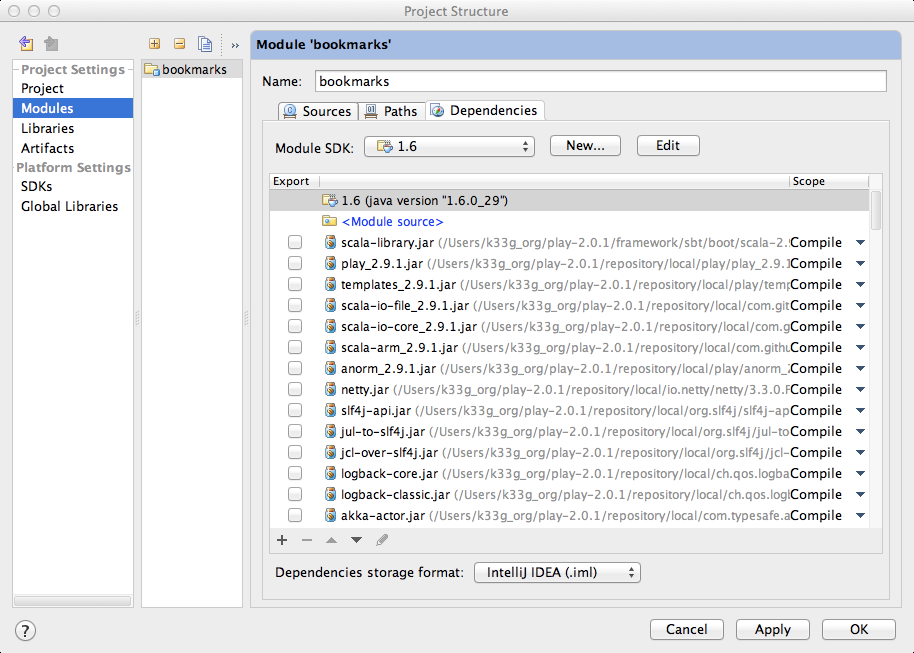 Project Structure
Project Settings
Project
Modules
Libraries
Artifacts
Platform Settings
SDKs
Global Libraries
»
bookmarks
Module 'bookmarks'
Name: bookmarks
Sources Paths Dependencies
Module SDK: 1.6 New... Edit
Export Scope
1.6 (java version "1.6.0_29")
<Module source>
scala-library.jar (/Users/k33g_org/play-2.0.1/framework/sbt/boot/scala-2. Compile
play_2.9.1.jar (/Users/k33g_org/play-2.0.1/repository/local/play/play_2.9.1 Compile
templates_2.9.1.jar (/Users/k33g_org/play-2.0.1/repository/local/play/temp Compile
scala-io-file_2.9.1.jar (/Users/k33g_org/play-2.0.1/repository/local/com.git Compile
scala-io-core_2.9.1.jar (/Users/k33g_org/play-2.0.1/repository/local/com.g Compile
scala-arm_2.9.1.jar (/Users/k33g_org/play-2.0.1/repository/local/com.githu Compile
anorm_2.9.1.jar (/Users/k33g_org/play-2.0.1/repository/local/play/anorm_ Compile
netty.jar (/Users/k33g_org/play-2.0.1/repository/local/io.netty/netty/3.3.0.F Compile
slf4j-api.jar (/Users/k33g_org/play-2.0.1/repository/local/org.slf4j/slf4j-ap Compile
jul-to-slf4j.jar (/Users/k33g_org/play-2.0.1/repository/local/org.slf4j/jul-to Compile
jcl-over-slf4j.jar (/Users/k33g_org/play-2.0.1/repository/local/org.slf4j/jcl- Compile
logback-core.jar (/Users/k33g_org/play-2.0.1/repository/local/ch.qos.logba Compile
logback-classic.jar (/Users/k33g_org/play-2.0.1/repository/local/ch.qos.logl Compile
akka-actor.jar (/Users/k33g_org/play-2.0.1/repository/local/com.typesafe.a Compile
Dependencies storage format: IntelliJ IDEA (.iml)
? Cancel Apply OK